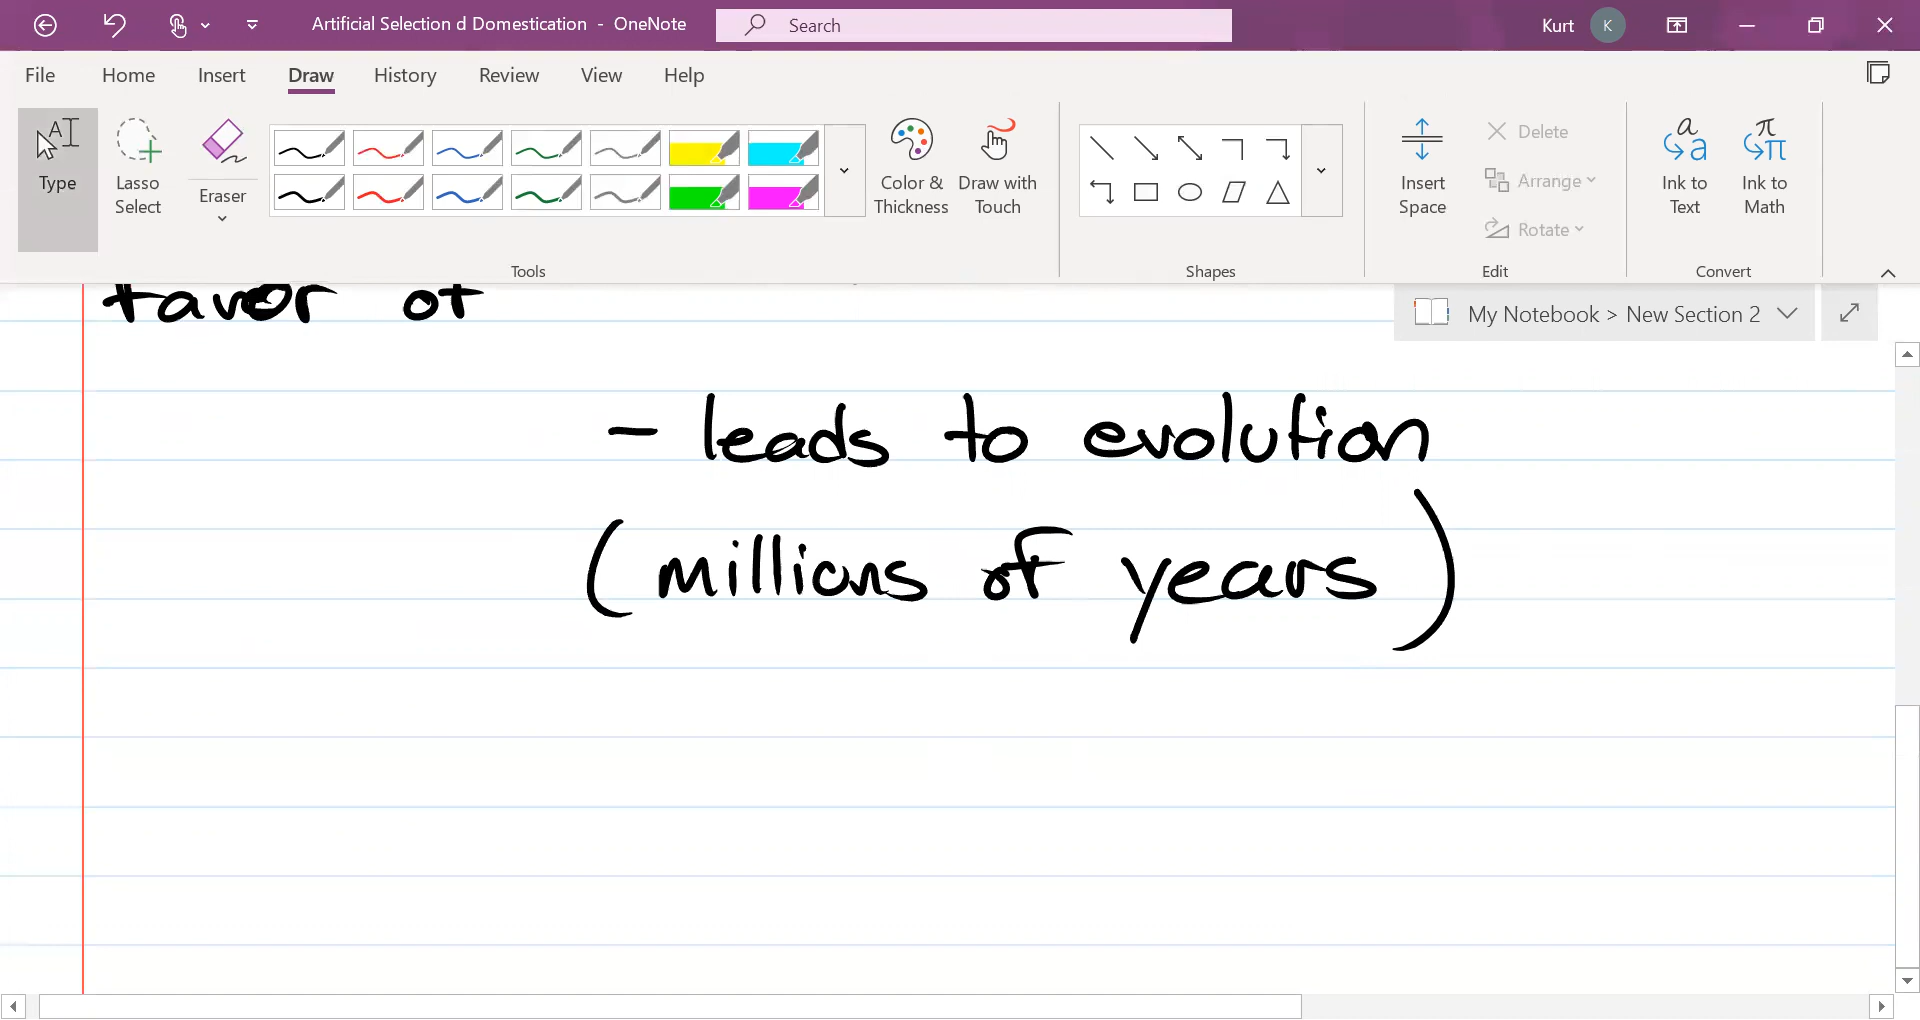 Artificial Selection d Domestication - OneNote
Search
Kurt
K
File Home Insert Draw History Review View Help
Type
Lasso Select
Eraser
Color & Thickness
Draw with Touch
Insert Space
Delete
Arrange
Rotate
Ink to Text
Ink to Math
Tools
Shapes
Edit
Convert
favor of
My Notebook > New Section 2
- leads to evolution
(millions of years)